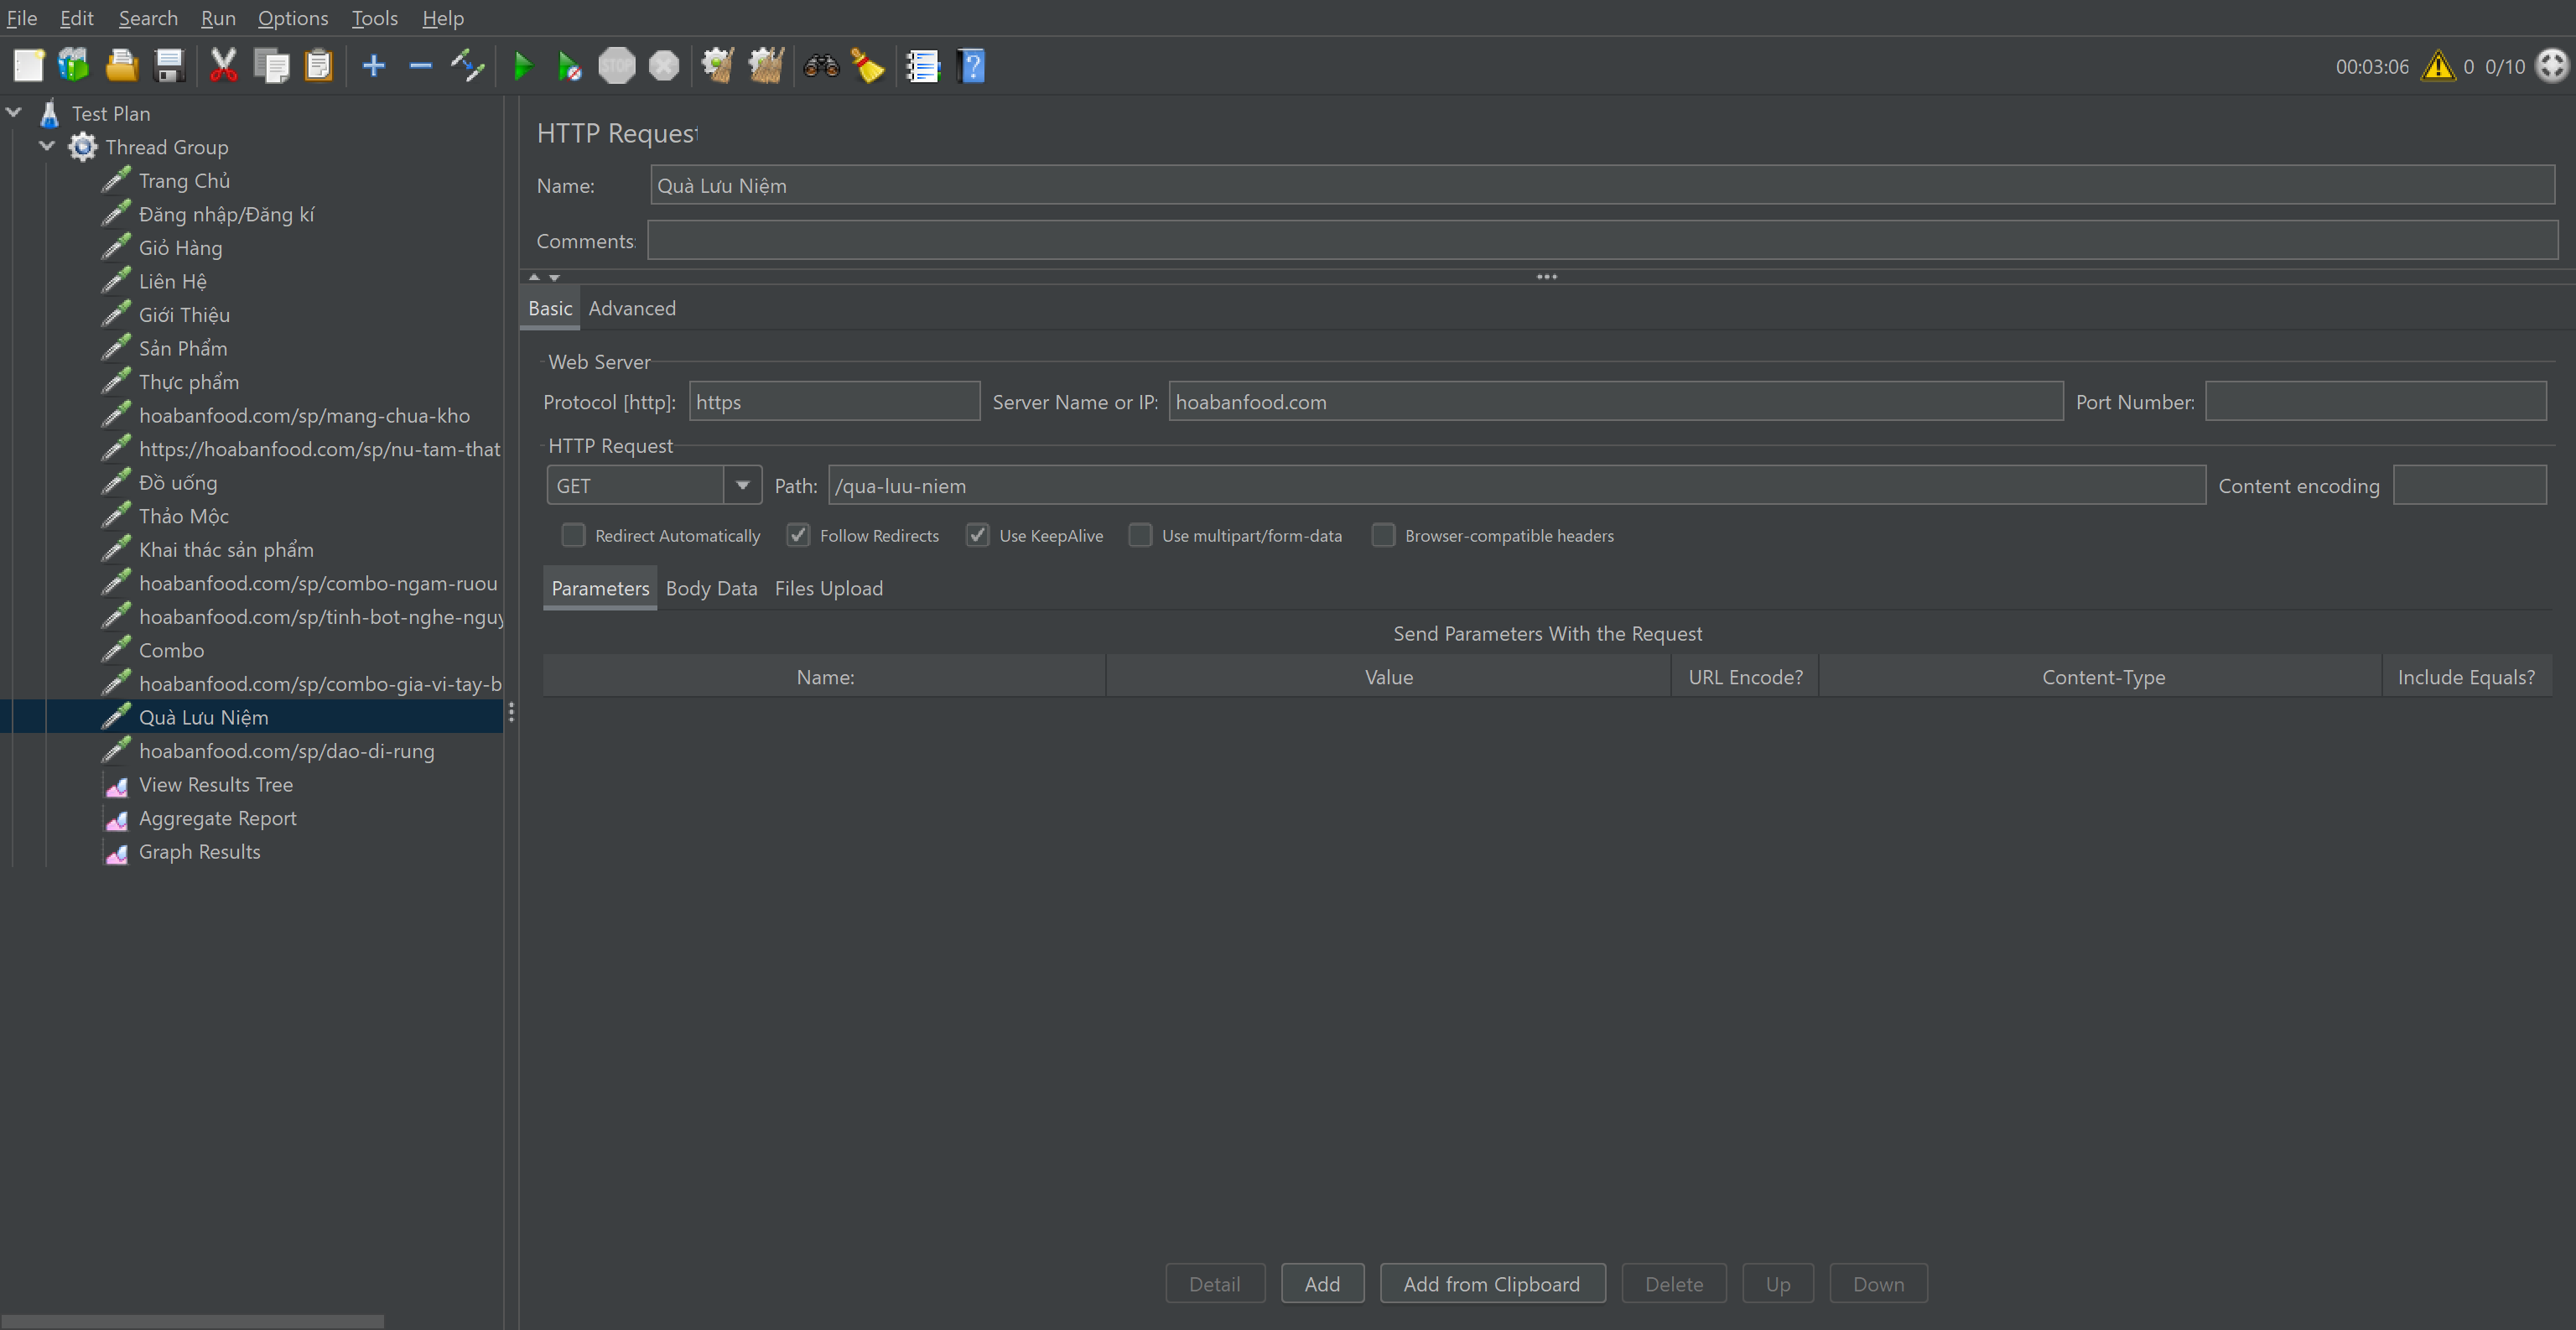 File Edit Search Run Options Tools Help
STOP
00:03:06 0 0/10
Test Plan
Thread Group
Trang Chủ
Đăng nhập/Đăng kí
Giỏ Hàng
Liên Hệ
Giới Thiệu
Sản Phẩm
Thực phẩm
hoabanfood.com/sp/mang-chua-kho
https://hoabanfood.com/sp/nu-tam-that
Đồ uống
Thảo Mộc
Khai thác sản phẩm
hoabanfood.com/sp/combo-ngam-ruou
hoabanfood.com/sp/tinh-bot-nghe-nguy
Combo
hoabanfood.com/sp/combo-gia-vi-tay-b
Quà Lưu Niệm
hoabanfood.com/sp/dao-di-rung
View Results Tree
Aggregate Report
Graph Results
HTTP Request
Name: Quà Lưu Niệm
Comments:
Basic Advanced
Web Server
Protocol [http]: https Server Name or IP: hoabanfood.com Port Number:
HTTP Request
GET Path: /qua-luu-niem Content encoding
Redirect Automatically Follow Redirects Use KeepAlive Use multipart/form-data Browser-compatible headers
Parameters Body Data Files Upload
Send Parameters With the Request
Name: Value URL Encode? Content-Type Include Equals?
Detail Add Add from Clipboard Delete Up Down